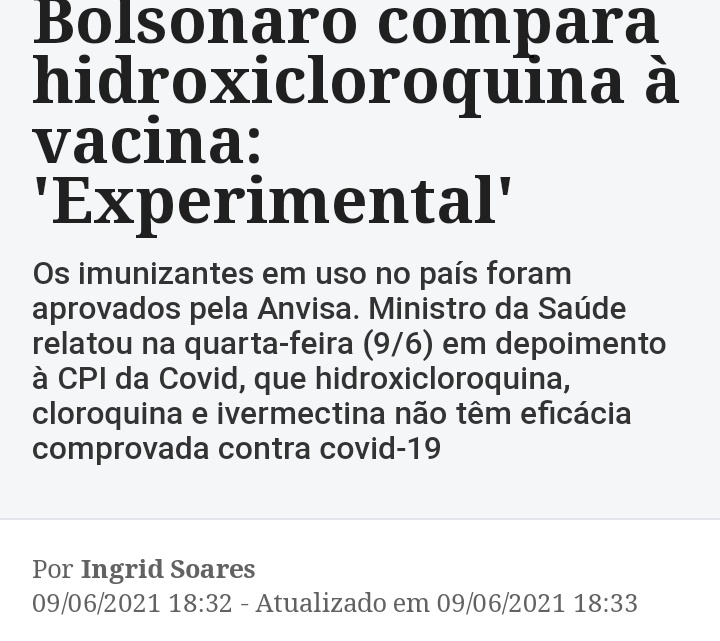 Bolsonaro compara
hidroxicloroquina à
vacina:
'Experimental'
Os imunizantes em uso no país foram
aprovados pela Anvisa. Ministro da Saúde
relatou na quarta-feira (9/6) em depoimento
à CPI da Covid, que hidroxicloroquina,
cloroquina e ivermectina não têm eficácia
comprovada contra covid-19
Por Ingrid Soares
09/06/2021 18:32 - Atualizado em 09/06/2021 18:33